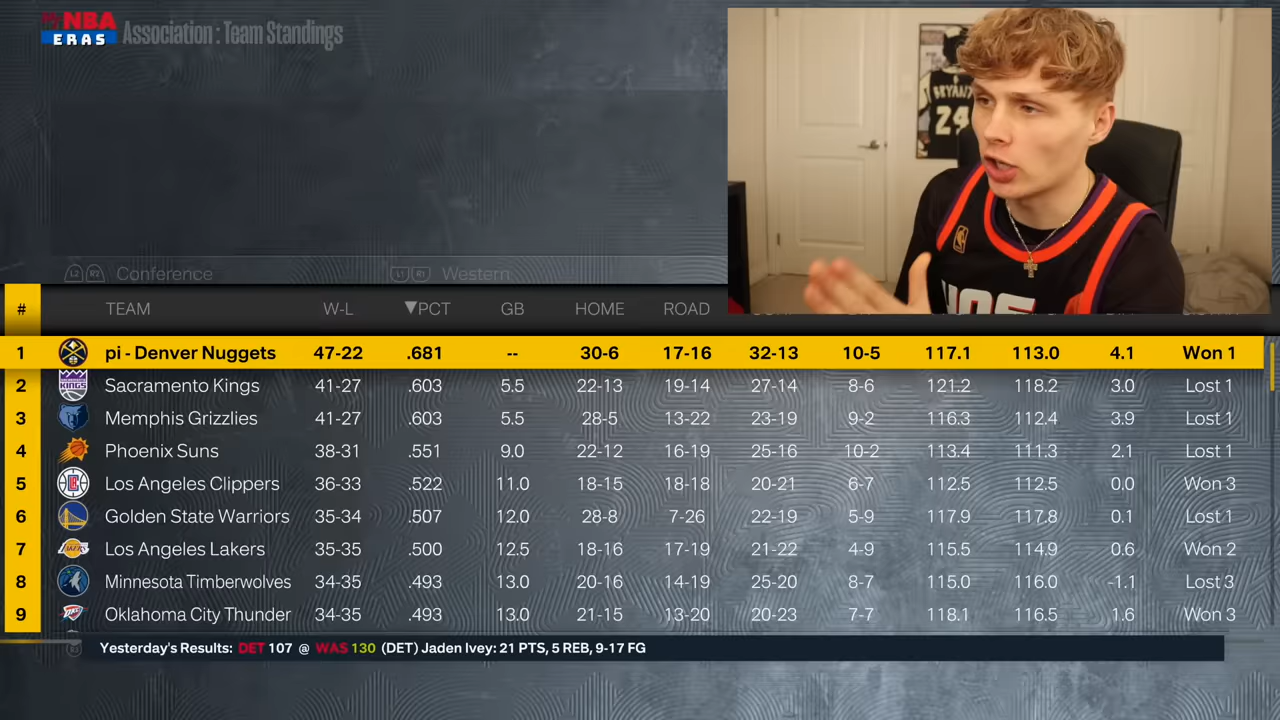 NBA
ERAS
Association : Team Standings
BRYANT
24
L2 R2 Conference L1 R1 Western
# TEAM W-L ▼PCT GB HOME ROAD
1 pi - Denver Nuggets 47-22 .681 -- 30-6 17-16 32-13 10-5 117.1 113.0 4.1 Won 1
2 Sacramento Kings 41-27 .603 5.5 22-13 19-14 27-14 8-6 121.2 118.2 3.0 Lost 1
3 Memphis Grizzlies 41-27 .603 5.5 28-5 13-22 23-19 9-2 116.3 112.4 3.9 Lost 1
4 Phoenix Suns 38-31 .551 9.0 22-12 16-19 25-16 10-2 113.4 111.3 2.1 Lost 1
5 Los Angeles Clippers 36-33 .522 11.0 18-15 18-18 20-21 6-7 112.5 112.5 0.0 Won 3
6 Golden State Warriors 35-34 .507 12.0 28-8 7-26 22-19 5-9 117.9 117.8 0.1 Lost 1
7 Los Angeles Lakers 35-35 .500 12.5 18-16 17-19 21-22 4-9 115.5 114.9 0.6 Won 2
8 Minnesota Timberwolves 34-35 .493 13.0 20-16 14-19 25-20 8-7 115.0 116.0 -1.1 Lost 3
9 Oklahoma City Thunder 34-35 .493 13.0 21-15 13-20 20-23 7-7 118.1 116.5 1.6 Won 3
Yesterday's Results: DET 107 @ WAS 130 (DET) Jaden Ivey: 21 PTS, 5 REB, 9-17 FG